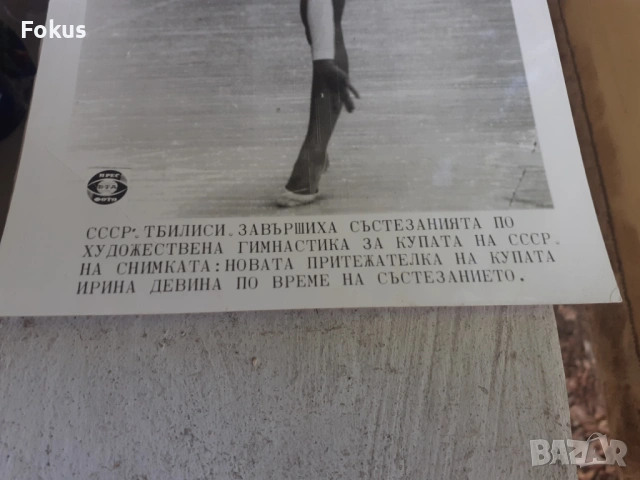 Fokus
ПРЕС
БТА
ФОТО
СССР. ТБИЛИСИ. ЗАВЪРШИХА СЪСТЕЗАНИЯТА ПО
ХУДОЖЕСТВЕНА ГИМНАСТИКА ЗА КУПАТА НА СССР.
НА СНИМКАТА: НОВАТА ПРИТЕЖАТЕЛКА НА КУПАТА
ИРИНА ДЕВИНА ПО ВРЕМЕ НА СЪСТЕЗАНИЕТО.
BAZAR